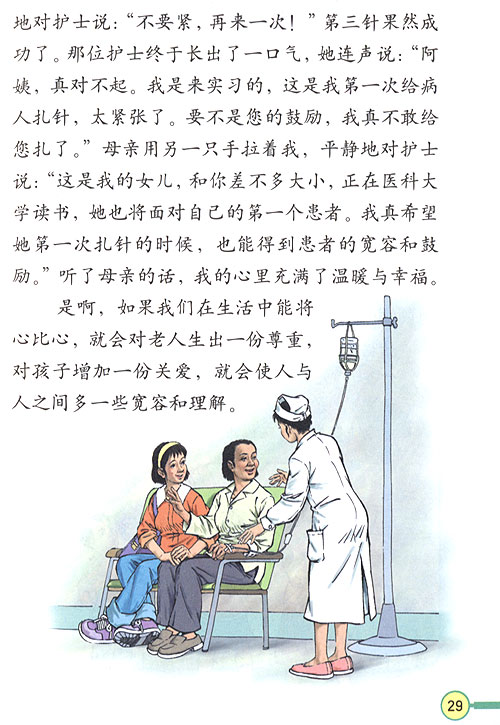 地对护士说：“不要紧，再来一次！”第三针果然成
功了。那位护士终于长出了一口气，她连声说：“阿
姨，真对不起。我是来实习的，这是我第一次给病
人扎针，太紧张了。要不是您的鼓励，我真不敢给
您扎了。”母亲用另一只手拉着我，平静地对护士
说：“这是我的女儿，和你差不多大小，正在医科大
学读书，她也将面对自己的第一个患者。我真希望
她第一次扎针的时候，也能得到患者的宽容和鼓
励。”听了母亲的话，我的心里充满了温暖与幸福。
是啊，如果我们在生活中能将
心比心，就会对老人生出一份尊重，
对孩子增加一份关爱，就会使人与
人之间多一些宽容和理解。
29